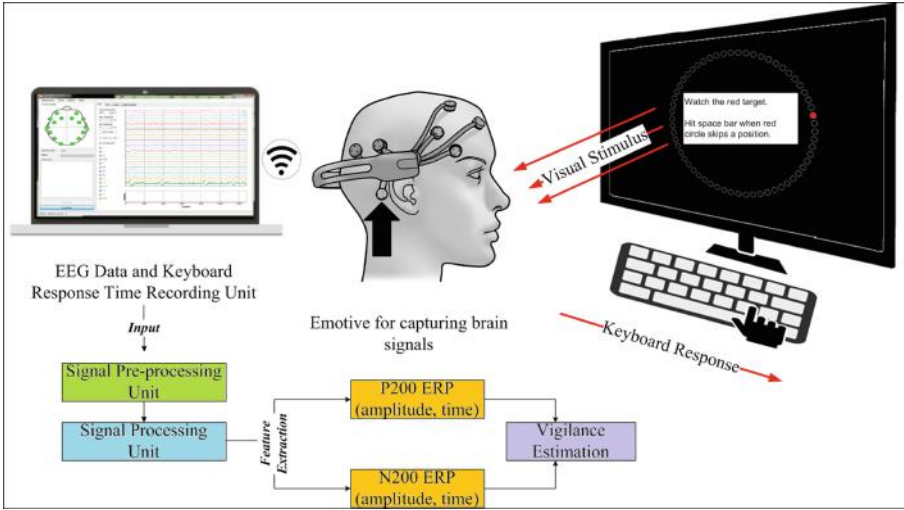 Watch the red target.
Hit space bar when red
circle skips a position.
Visual Stimulus
EEG Data and Keyboard
Response Time Recording Unit
Emotive for capturing brain
signals
Keyboard Response
Input
Signal Pre-processing
Unit
Signal Processing
Unit
Feature
Extraction
P200 ERP
(amplitude, time)
N200 ERP
(amplitude, time)
Vigilance
Estimation